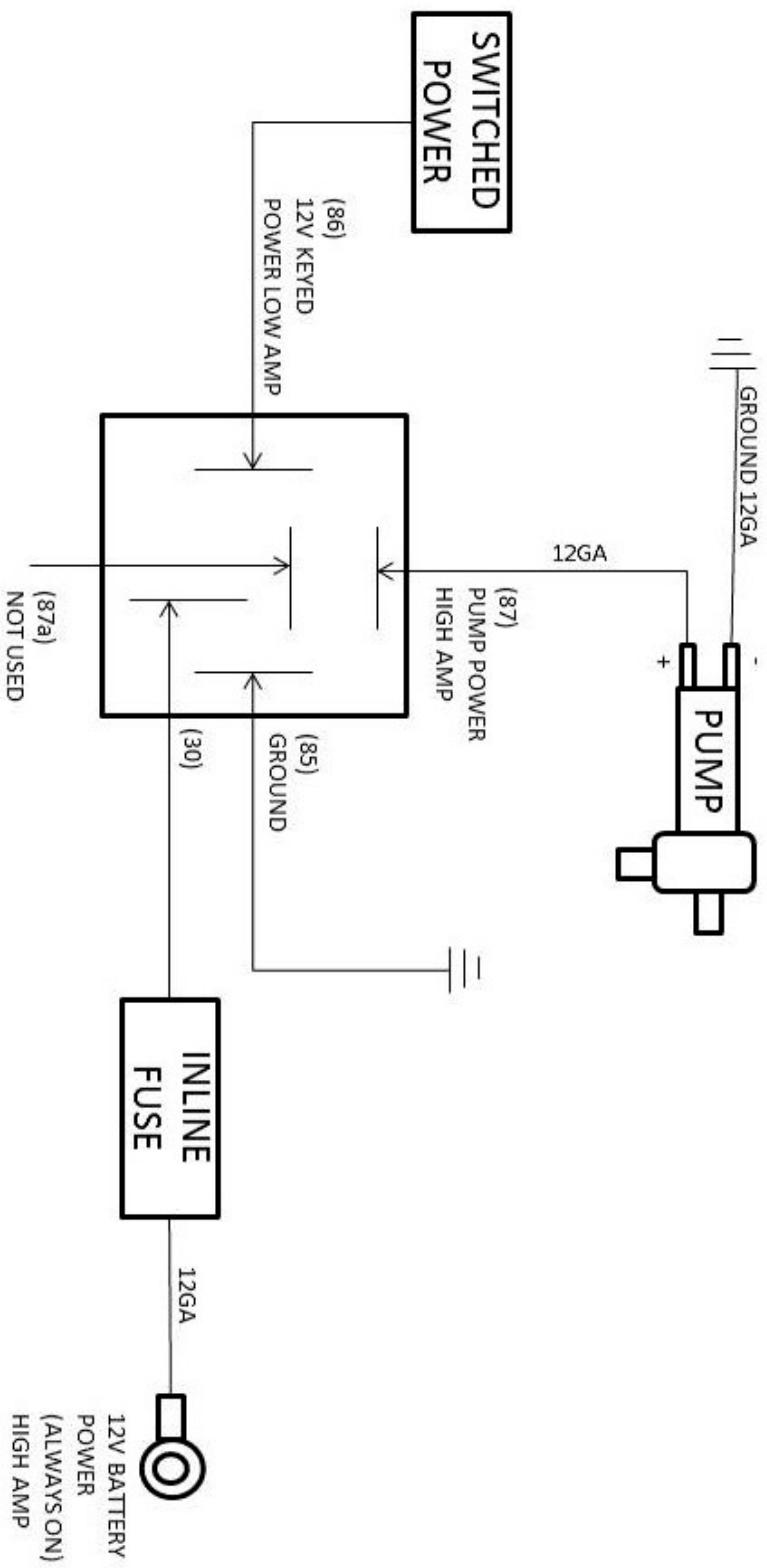 SWITCHED
POWER
(86)
12V KEYED
POWER LOW AMP
GROUND 12GA
-
+
PUMP
12GA
(87)
PUMP POWER
HIGH AMP
(87a)
NOT USED
(85)
GROUND
(30)
INLINE
FUSE
12GA
12V BATTERY
POWER
(ALWAYS ON)
HIGH AMP